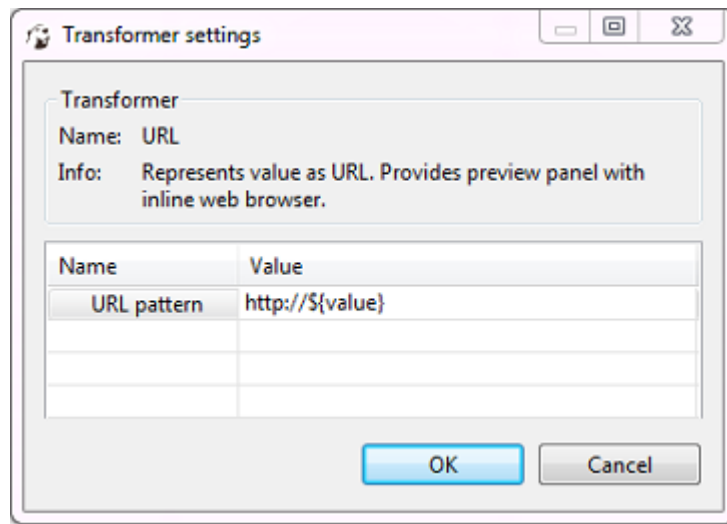 Transformer settings
Transformer
Name: URL
Info: Represents value as URL. Provides preview panel with
inline web browser.
Name Value
URL pattern http://${value}
OK Cancel